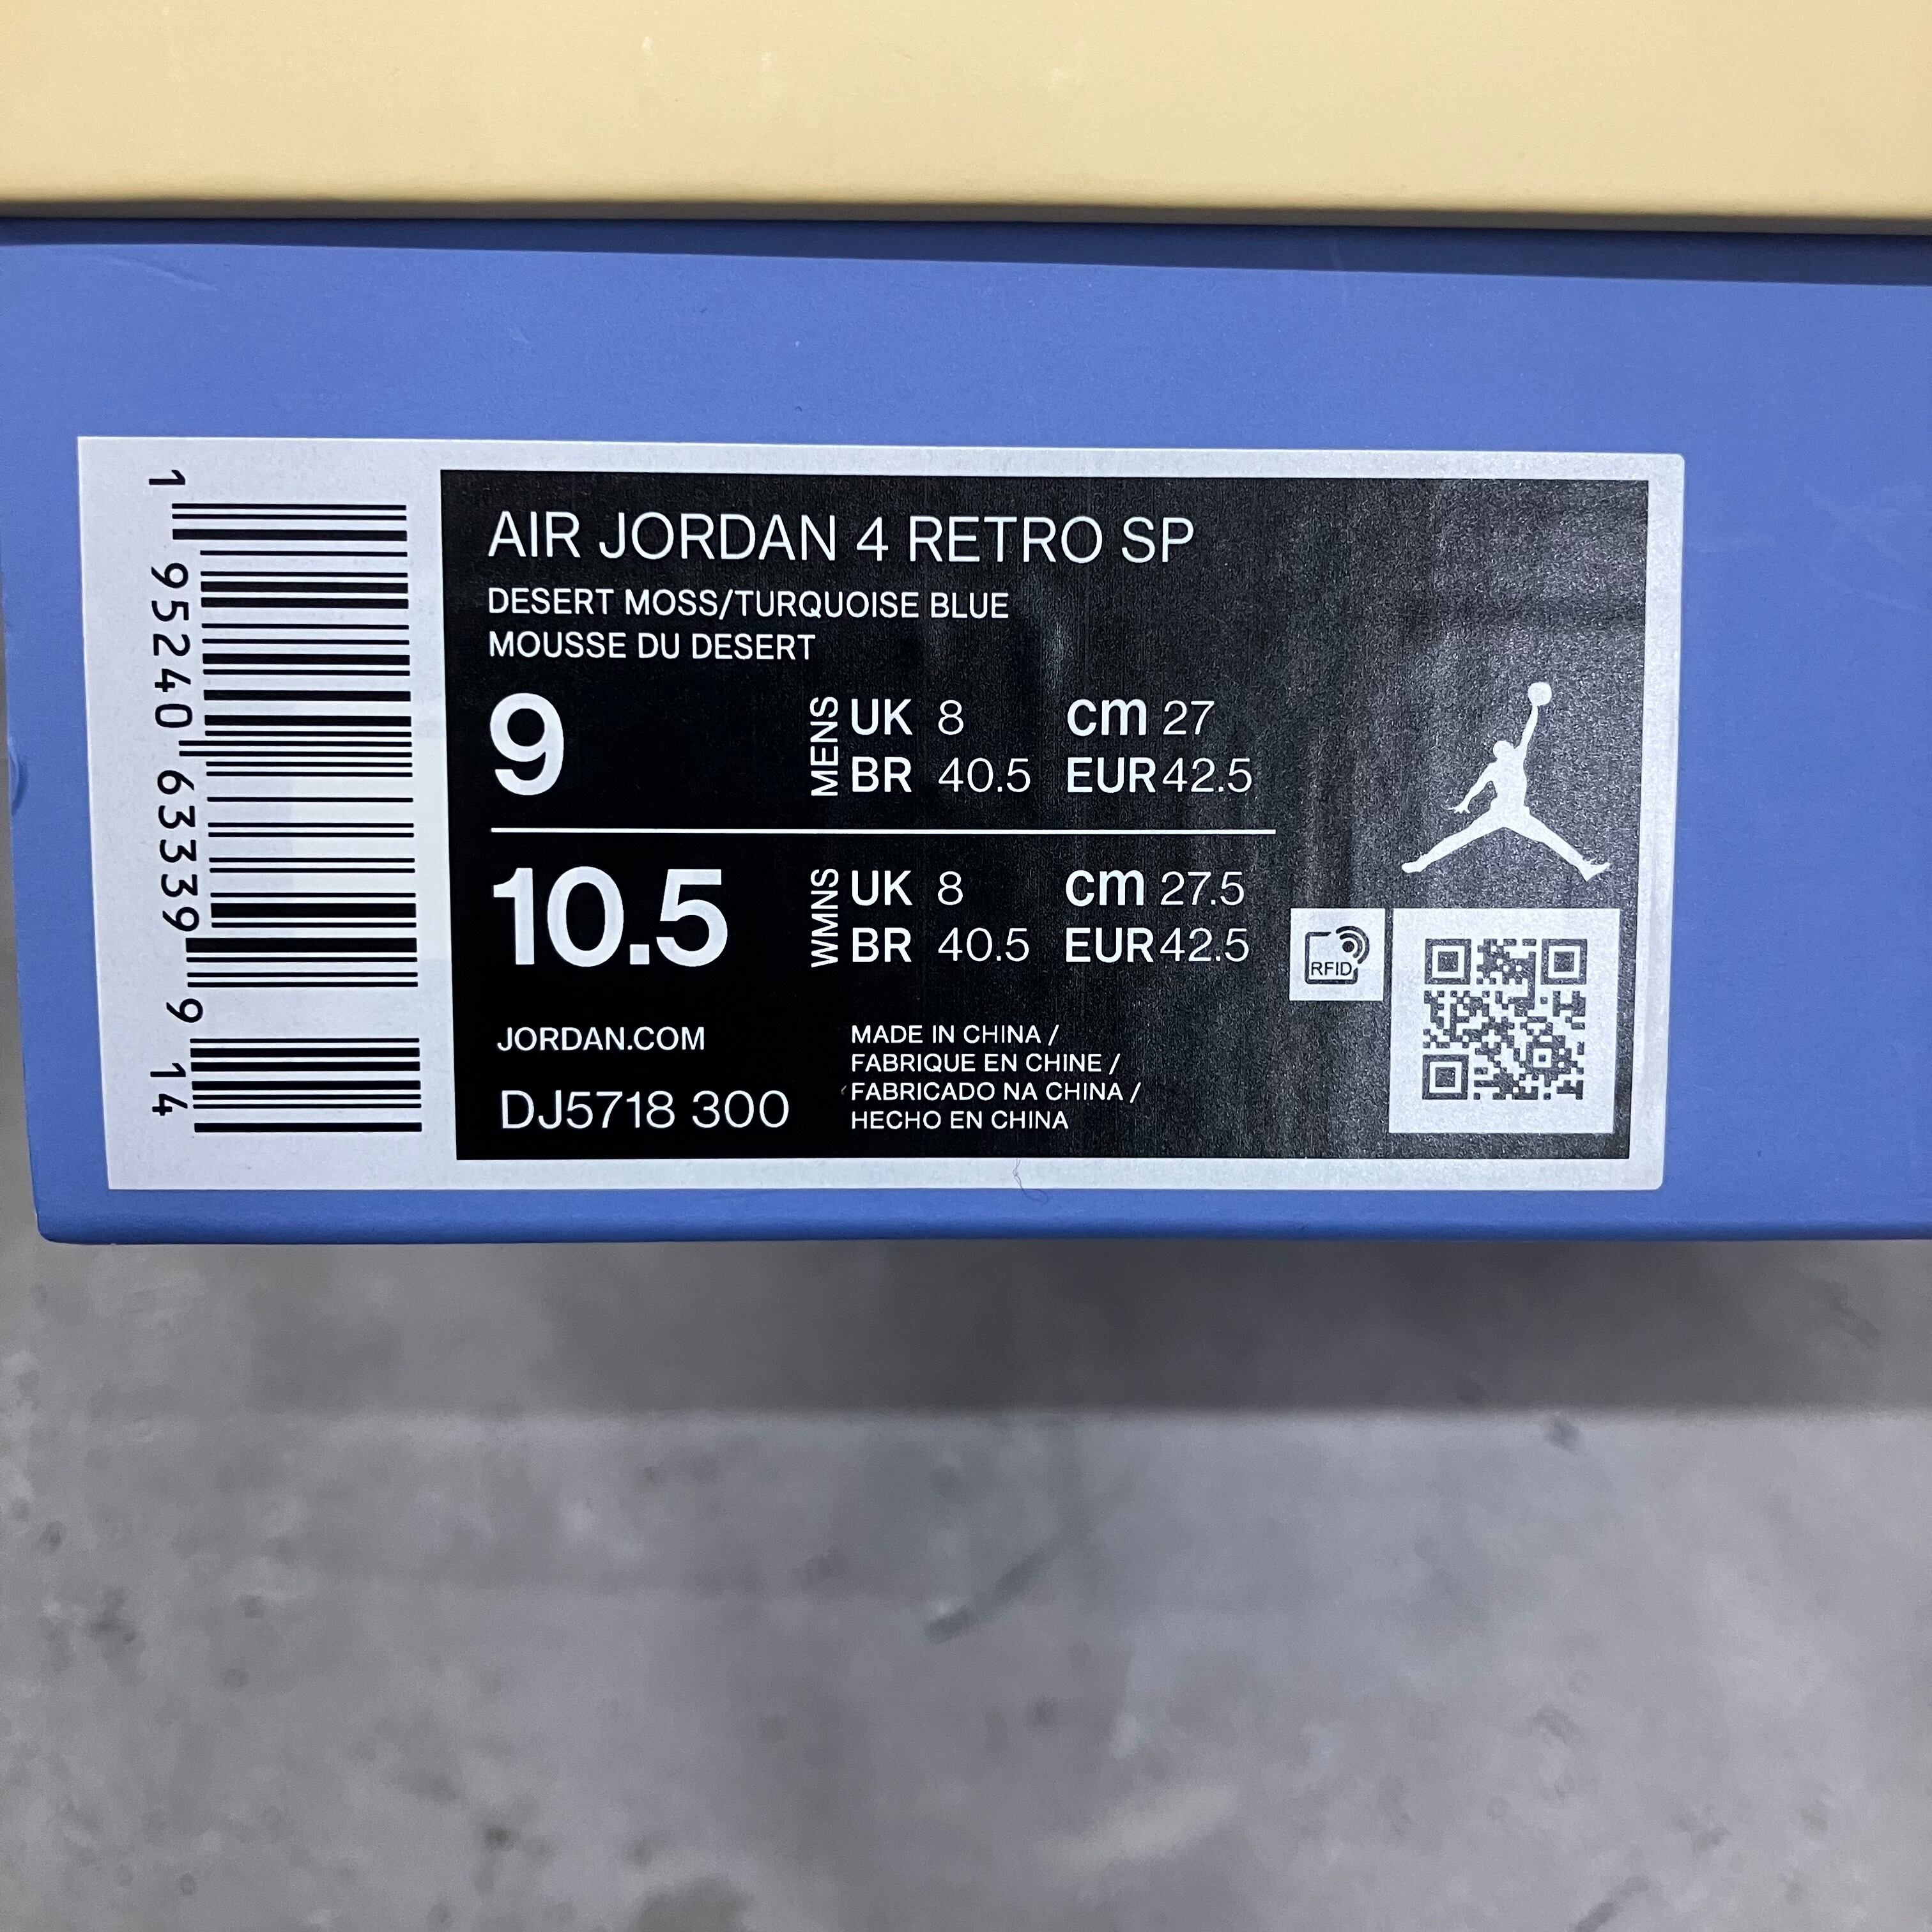 AIR JORDAN 4 RETRO SP
DESERT MOSS/TURQUOISE BLUE
MOUSSE DU DESERT
9 MENS UK 8 cm 27
BR 40.5 EUR 42.5
10.5 WMNS UK 8 cm 27.5
BR 40.5 EUR 42.5
RFID
JORDAN.COM
DJ5718 300
MADE IN CHINA /
FABRIQUE EN CHINE /
FABRICADO NA CHINA /
HECHO EN CHINA
1 95240 63339 9 14